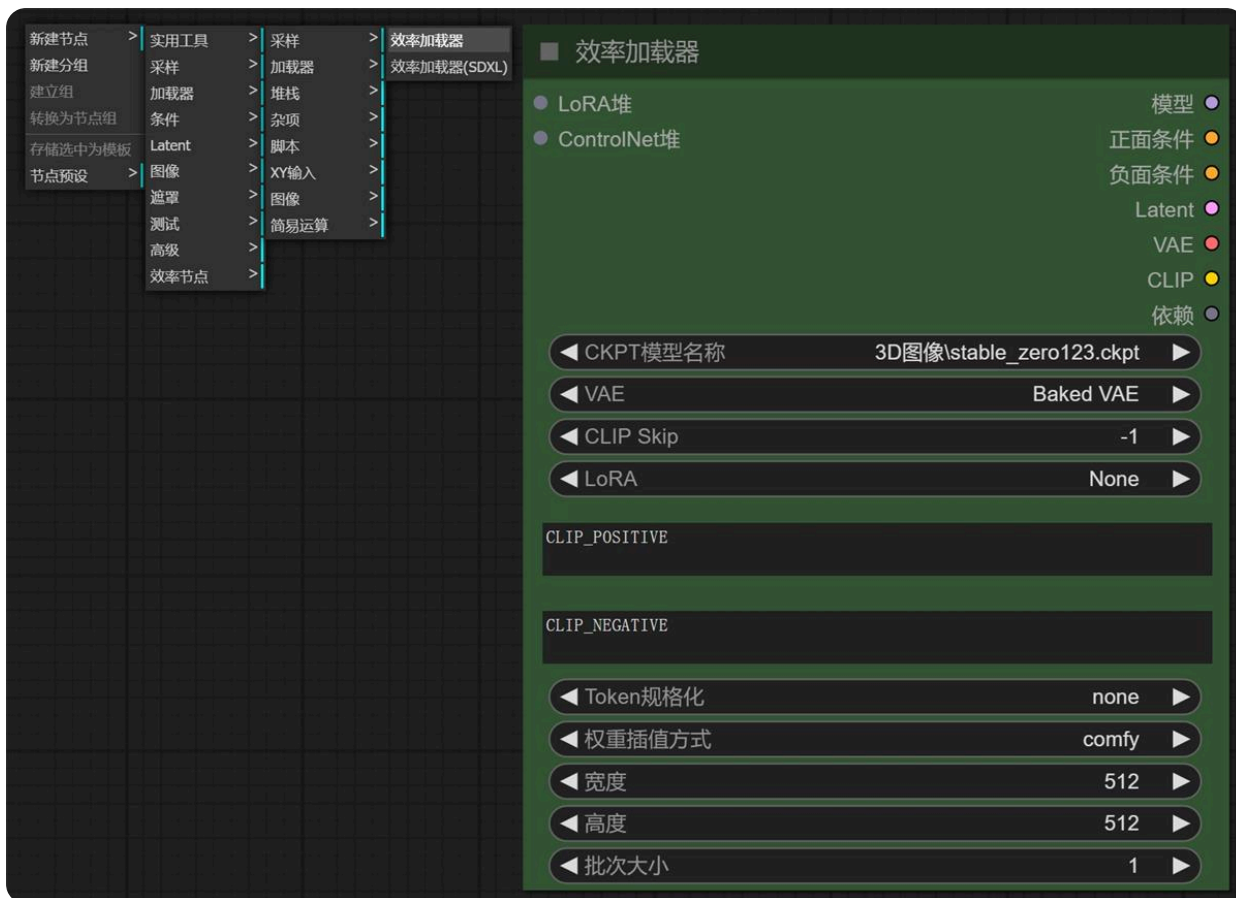 新建节点 >
新建分组
建立组
转换为节点组
存储选中为模板
节点预设 >
实用工具 >
采样 >
加载器 >
条件 >
Latent >
图像 >
遮罩 >
测试 >
高级 >
效率节点 >
采样 >
加载器 >
堆栈 >
杂项 >
脚本 >
XY输入 >
图像 >
简易运算 >
效率加载器
效率加载器(SDXL)
效率加载器
LoRA堆 模型
ControlNet堆 正面条件
负面条件
Latent
VAE
CLIP
依赖
CKPT模型名称 3D图像\stable_zero123.ckpt
VAE Baked VAE
CLIP Skip -1
LoRA None
CLIP_POSITIVE
CLIP_NEGATIVE
Token规格化 none
权重插值方式 comfy
宽度 512
高度 512
批次大小 1